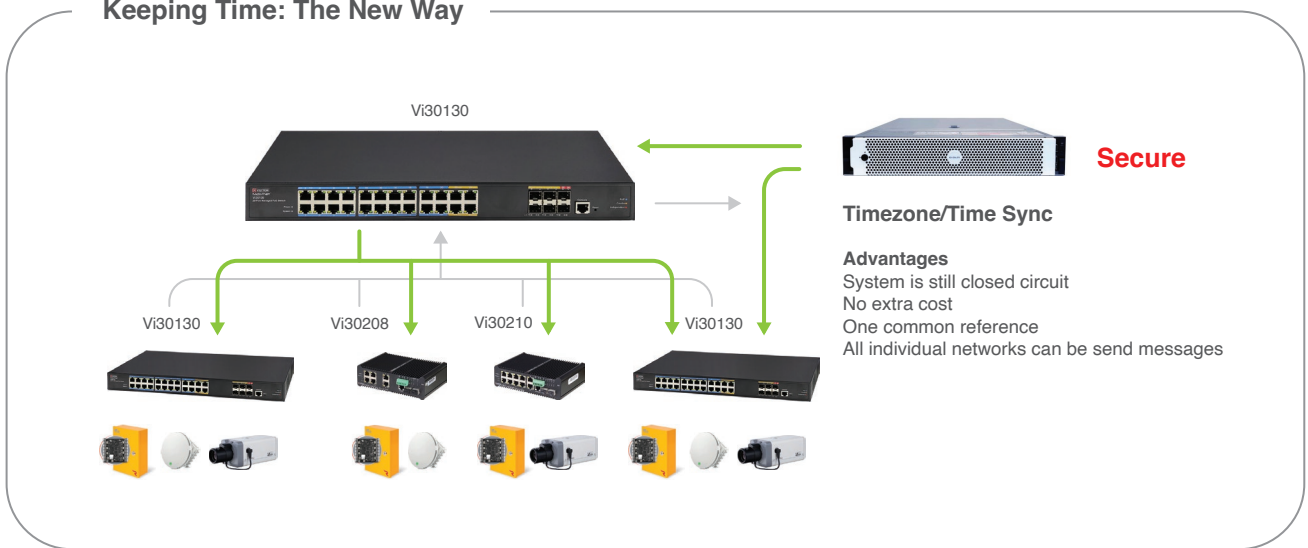 Keeping Time: The New Way
Vi30130
Secure
Timezone/Time Sync
Advantages
System is still closed circuit
No extra cost
One common reference
All individual networks can be send messages
Vi30130
Vi30208
Vi30210
Vi30130